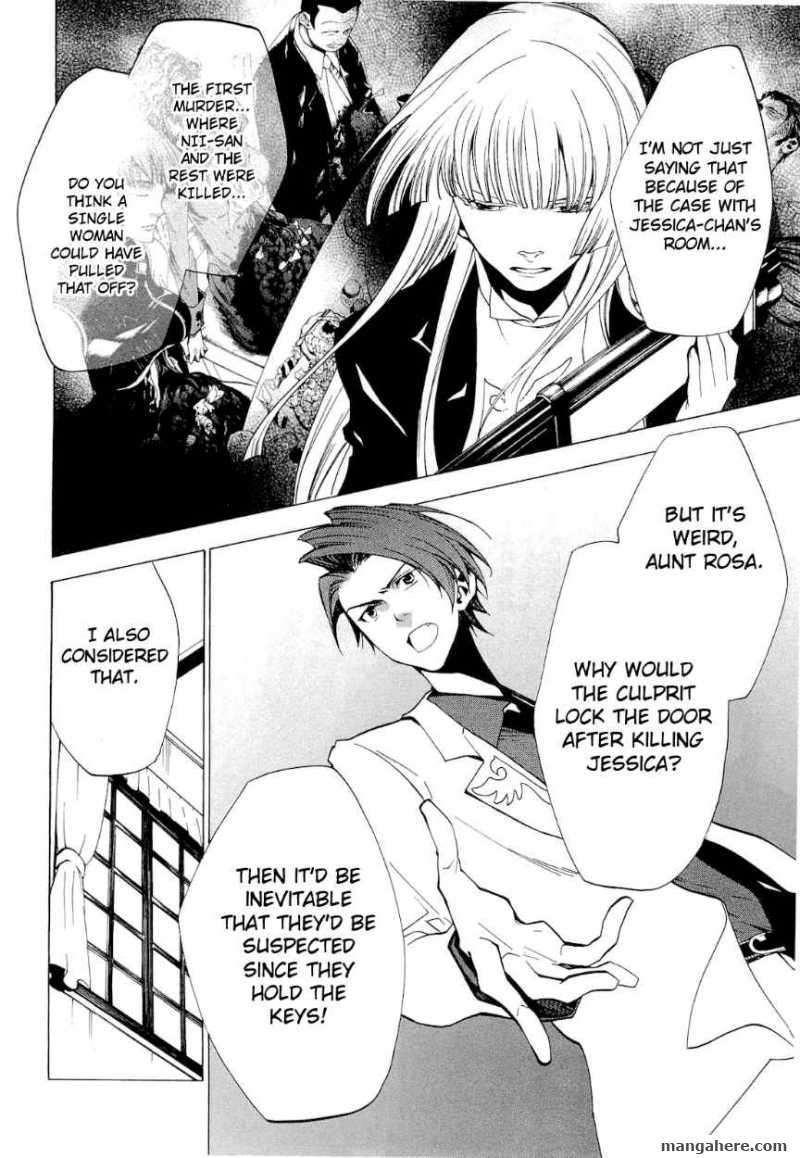 I'M NOT JUST
SAYING THAT
BECAUSE OF
THE CASE WITH
JESSICA-CHAN'S
ROOM...
THE FIRST
MURDER...
WHERE
NII-SAN
AND THE
REST WERE
KILLED...
DO YOU
THINK A
SINGLE
WOMAN
COULD HAVE
PULLED
THAT OFF?
BUT IT'S
WEIRD,
AUNT ROSA.
WHY WOULD
THE CULPRIT
LOCK THE DOOR
AFTER KILLING
JESSICA?
THEN IT'D BE
INEVITABLE
THAT THEY'D BE
SUSPECTED
SINCE THEY
HOLD THE
KEYS!
I ALSO
CONSIDERED
THAT.
mangahere.com